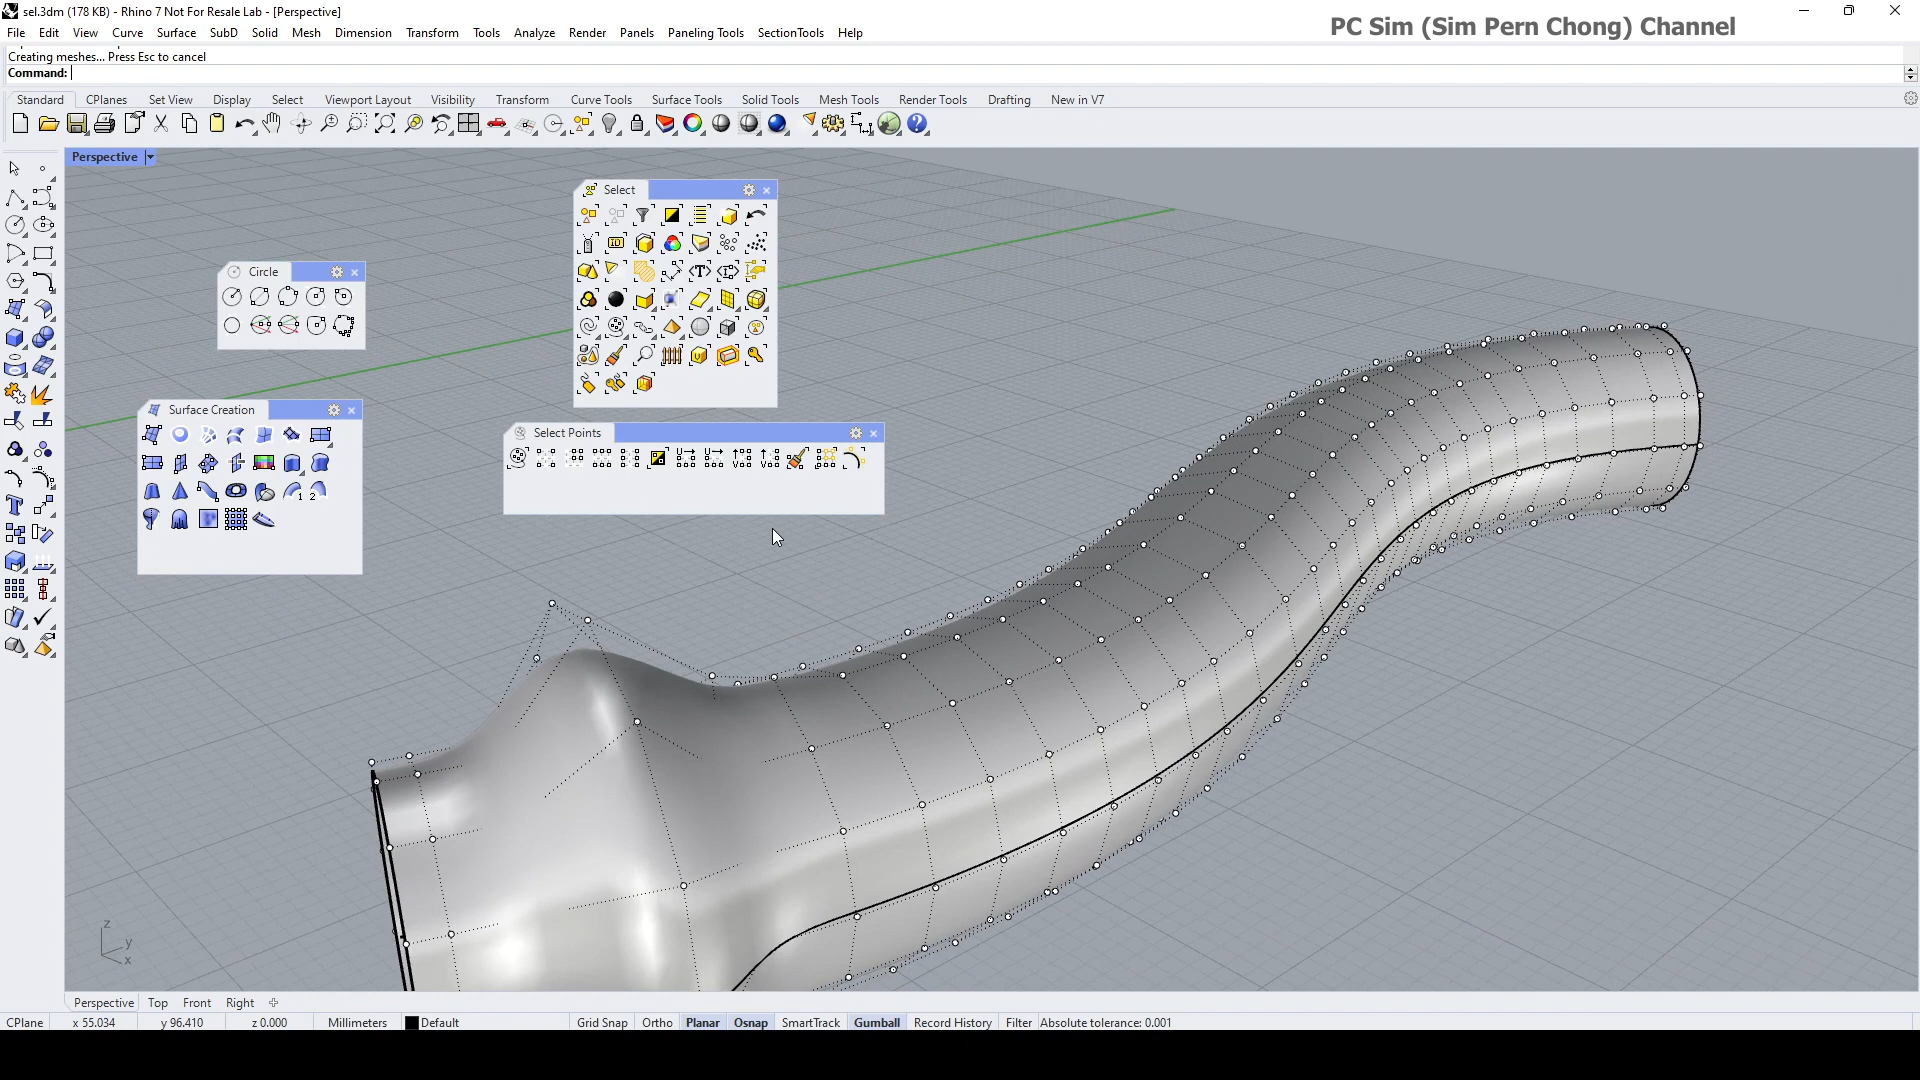 sel.3dm (178 KB) - Rhino 7 Not For Resale Lab - [Perspective]
PC Sim (Sim Pern Chong) Channel
File Edit View Curve Surface SubD Solid Mesh Dimension Transform Tools Analyze Render Panels Paneling Tools SectionTools Help
Creating meshes... Press Esc to cancel
Command:
Standard CPlanes Set View Display Select Viewport Layout Visibility Transform Curve Tools Surface Tools Solid Tools Mesh Tools Render Tools Drafting New in V7
Perspective
Select
Circle
Surface Creation
Select Points
z
y
x
Perspective Top Front Right
CPlane x 55.034 y 96.410 z 0.000 Millimeters Default Grid Snap Ortho Planar Osnap SmartTrack Gumball Record History Filter Absolute tolerance: 0.001